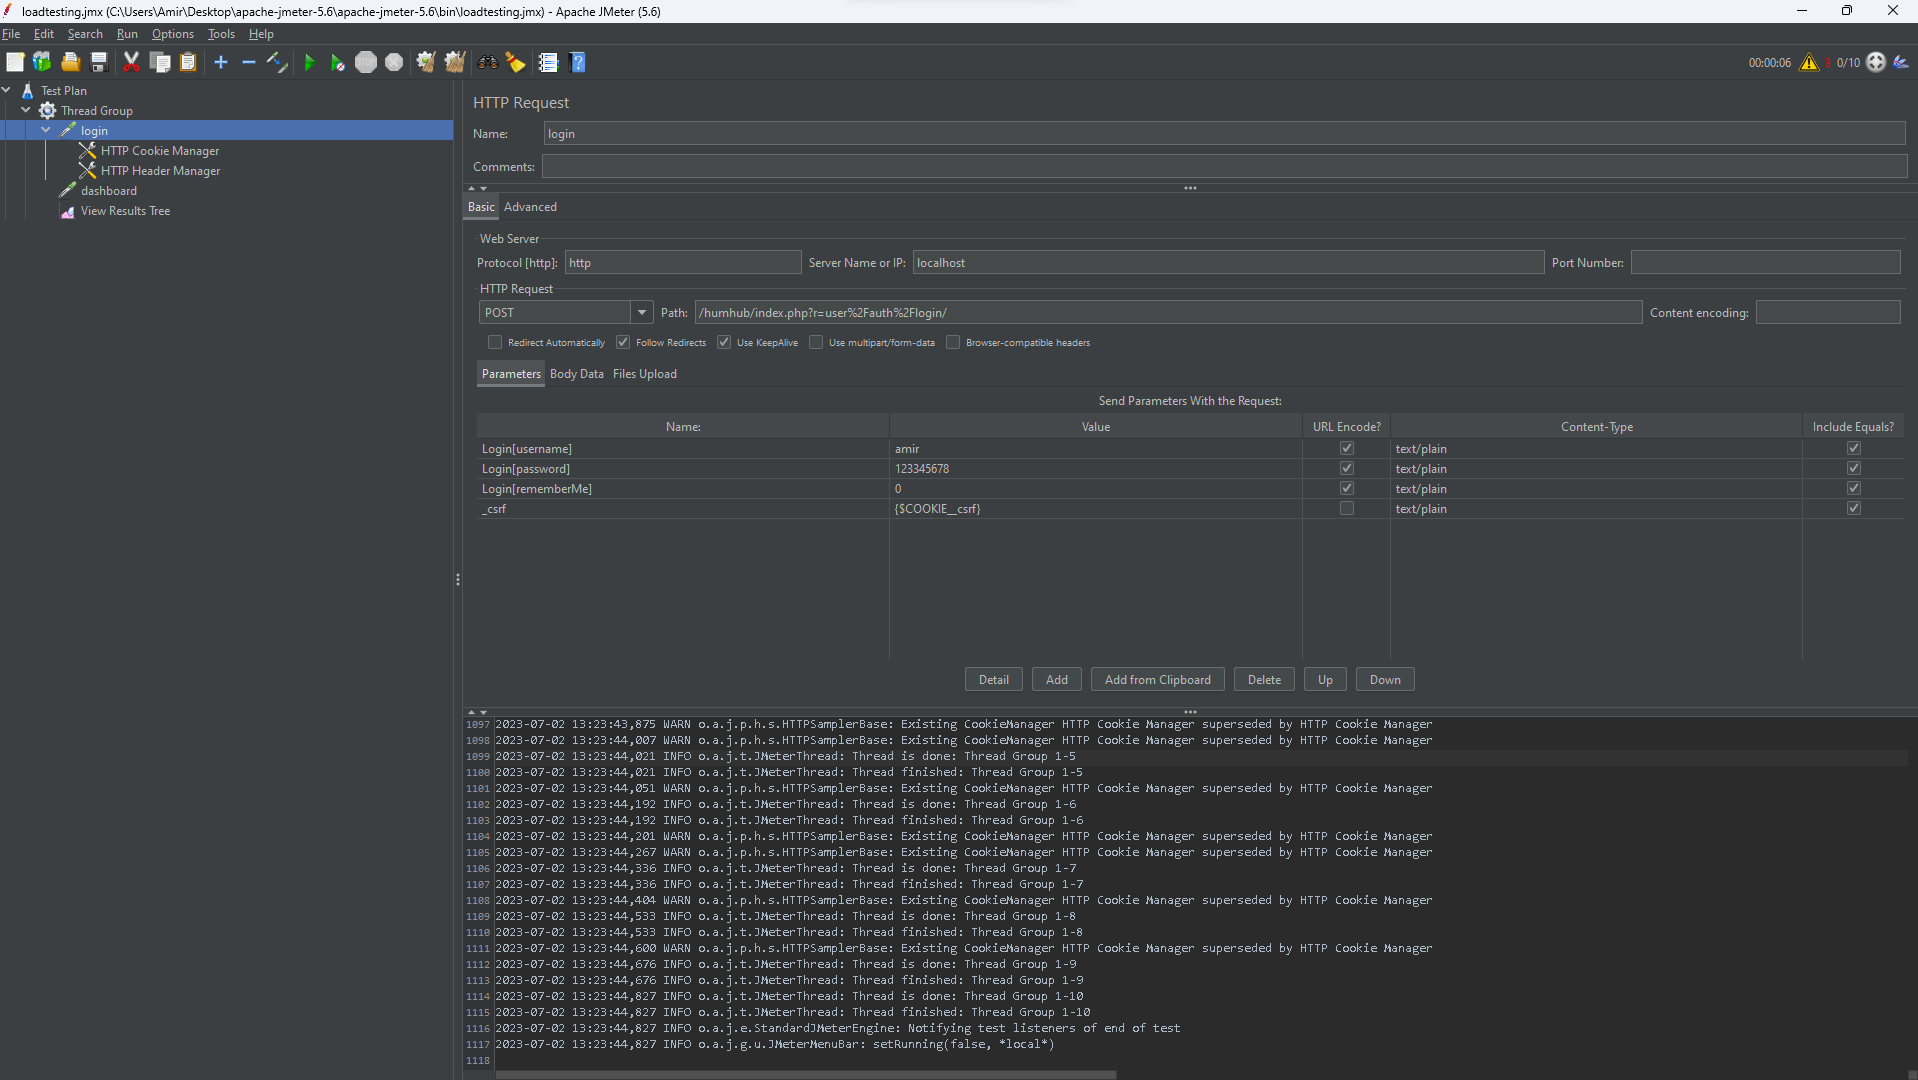 loadtesting.jmx (C:\Users\Amir\Desktop\apache-jmeter-5.6\apache-jmeter-5.6\bin\loadtesting.jmx) - Apache JMeter (5.6)
File Edit Search Run Options Tools Help
STOP 00:00:06 3 0/10
Test Plan
Thread Group
login
HTTP Cookie Manager
HTTP Header Manager
dashboard
View Results Tree
HTTP Request
Name: login
Comments:
Basic Advanced
Web Server
Protocol [http]: http Server Name or IP: localhost Port Number:
HTTP Request
POST Path: /humhub/index.php?r=user%2Fauth%2Flogin/ Content encoding:
Redirect Automatically Follow Redirects Use KeepAlive Use multipart/form-data Browser-compatible headers
Parameters Body Data Files Upload
Send Parameters With the Request:
Name: Value URL Encode? Content-Type Include Equals?
Login[username] amir text/plain
Login[password] 123345678 text/plain
Login[rememberMe] 0 text/plain
_csrf {$COOKIE__csrf} text/plain
Detail Add Add from Clipboard Delete Up Down
1097 2023-07-02 13:23:43,875 WARN o.a.j.p.h.s.HTTPSamplerBase: Existing CookieManager HTTP Cookie Manager superseded by HTTP Cookie Manager
1098 2023-07-02 13:23:44,007 WARN o.a.j.p.h.s.HTTPSamplerBase: Existing CookieManager HTTP Cookie Manager superseded by HTTP Cookie Manager
1099 2023-07-02 13:23:44,021 INFO o.a.j.t.JMeterThread: Thread is done: Thread Group 1-5
1100 2023-07-02 13:23:44,021 INFO o.a.j.t.JMeterThread: Thread finished: Thread Group 1-5
1101 2023-07-02 13:23:44,051 WARN o.a.j.p.h.s.HTTPSamplerBase: Existing CookieManager HTTP Cookie Manager superseded by HTTP Cookie Manager
1102 2023-07-02 13:23:44,192 INFO o.a.j.t.JMeterThread: Thread is done: Thread Group 1-6
1103 2023-07-02 13:23:44,192 INFO o.a.j.t.JMeterThread: Thread finished: Thread Group 1-6
1104 2023-07-02 13:23:44,201 WARN o.a.j.p.h.s.HTTPSamplerBase: Existing CookieManager HTTP Cookie Manager superseded by HTTP Cookie Manager
1105 2023-07-02 13:23:44,267 WARN o.a.j.p.h.s.HTTPSamplerBase: Existing CookieManager HTTP Cookie Manager superseded by HTTP Cookie Manager
1106 2023-07-02 13:23:44,336 INFO o.a.j.t.JMeterThread: Thread is done: Thread Group 1-7
1107 2023-07-02 13:23:44,336 INFO o.a.j.t.JMeterThread: Thread finished: Thread Group 1-7
1108 2023-07-02 13:23:44,404 WARN o.a.j.p.h.s.HTTPSamplerBase: Existing CookieManager HTTP Cookie Manager superseded by HTTP Cookie Manager
1109 2023-07-02 13:23:44,533 INFO o.a.j.t.JMeterThread: Thread is done: Thread Group 1-8
1110 2023-07-02 13:23:44,533 INFO o.a.j.t.JMeterThread: Thread finished: Thread Group 1-8
1111 2023-07-02 13:23:44,600 WARN o.a.j.p.h.s.HTTPSamplerBase: Existing CookieManager HTTP Cookie Manager superseded by HTTP Cookie Manager
1112 2023-07-02 13:23:44,676 INFO o.a.j.t.JMeterThread: Thread is done: Thread Group 1-9
1113 2023-07-02 13:23:44,676 INFO o.a.j.t.JMeterThread: Thread finished: Thread Group 1-9
1114 2023-07-02 13:23:44,827 INFO o.a.j.t.JMeterThread: Thread is done: Thread Group 1-10
1115 2023-07-02 13:23:44,827 INFO o.a.j.t.JMeterThread: Thread finished: Thread Group 1-10
1116 2023-07-02 13:23:44,827 INFO o.a.j.e.StandardJMeterEngine: Notifying test listeners of end of test
1117 2023-07-02 13:23:44,827 INFO o.a.j.g.u.JMeterMenuBar: setRunning(false, *local*)
1118